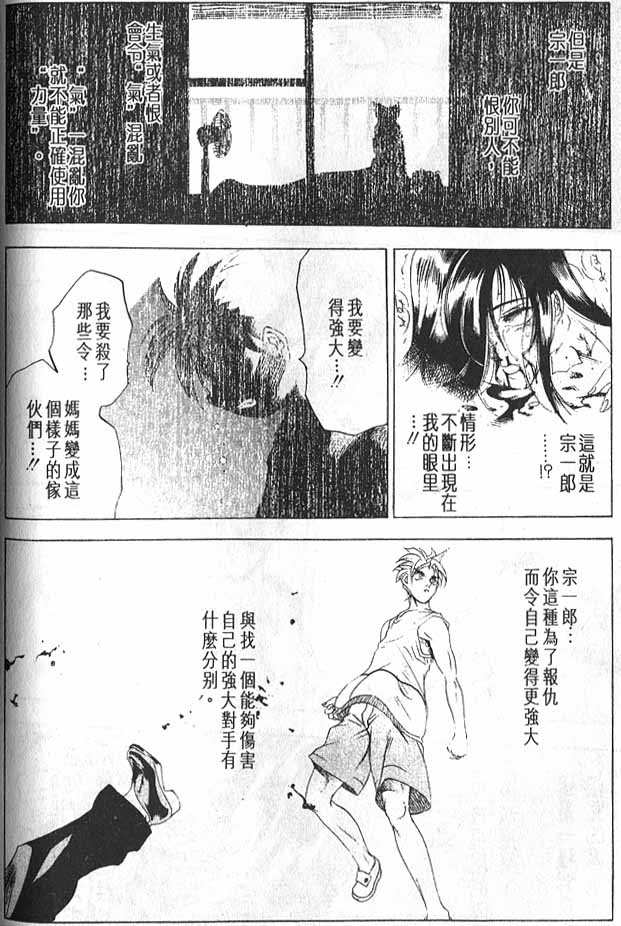 但是
宗一郎
你可不能
恨別人，
生氣或者恨
會令"氣"混亂
"氣"一混亂你
就不能正確使用
"力量"。
這就是
宗一郎
……!?
情形…
不斷出現在
我的眼里
…!!
我要變
得強大…!!
我要殺了
那些令…
媽媽變成這
個樣子的傢
伙們…!!
宗一郎…
你這種為了報仇
而令自己變得更強大
與找一個能夠傷害
自己的強大對手有
什麼分別。